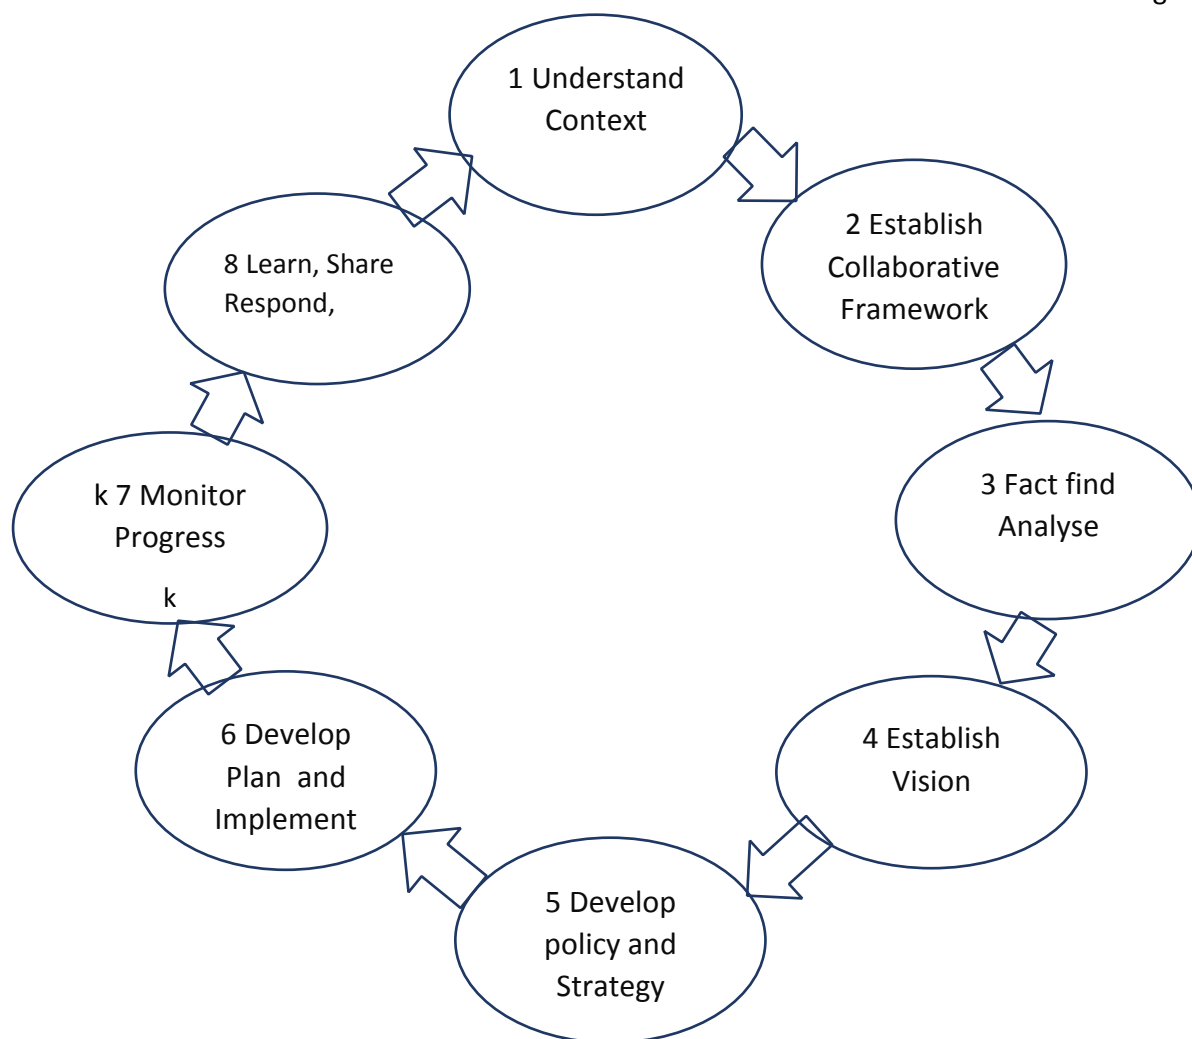 g
1 Understand
Context
2 Establish
Collaborative
Framework
3 Fact find
Analyse
4 Establish
Vision
5 Develop
policy and
Strategy
6 Develop
Plan and
Implement
k 7 Monitor
Progress
k
8 Learn, Share
Respond,